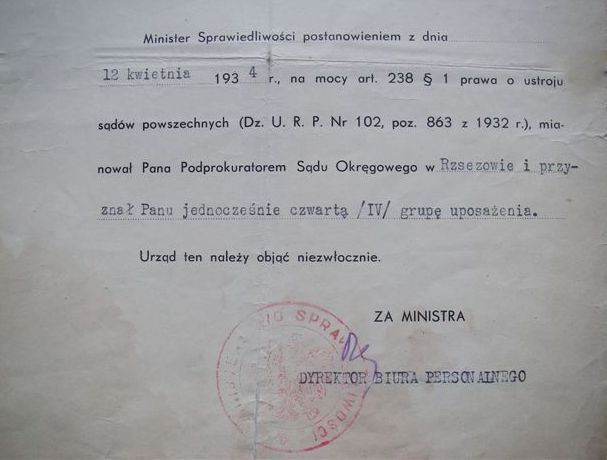 Minister Sprawiedliwości postanowieniem z dnia
12 kwietnia 1934 r., na mocy art. 238 § 1 prawa o ustroju
sądów powszechnych (Dz. U. R. P. Nr 102, poz. 863 z 1932 r.), mia-
nował Pana Podprokuratorem Sądu Okręgowego w Rzsezowie i przy-
znał Panu jednocześnie czwartą /IV/ grupę uposażenia.
Urząd ten należy objąć niezwłocznie.
ZA MINISTRA
DYREKTOR BIURA PERSONALNEGO